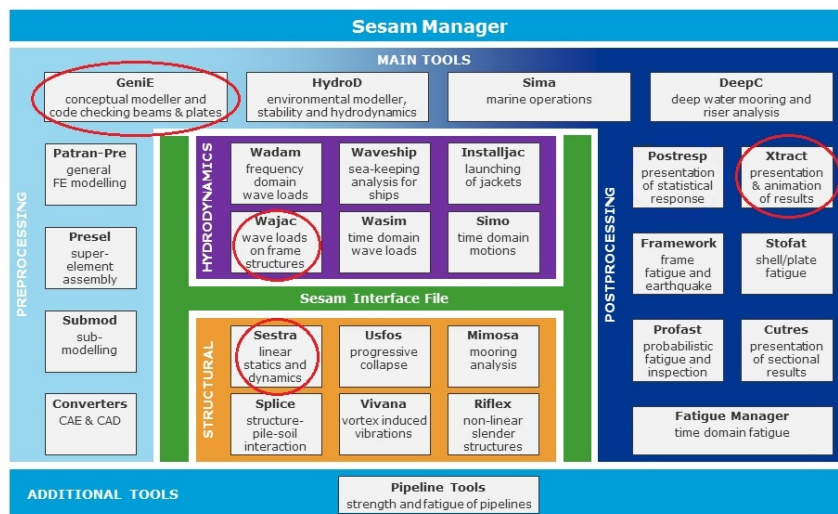 Sesam Manager
MAIN TOOLS
GeniE
conceptual modeller and
code checking beams & plates
HydroD
environmental modeller,
stability and hydrodynamics
Sima
marine operations
DeepC
deep water mooring and
riser analysis
PREPROCESSING
Patran-Pre
general
FE modelling
Presel
super-
element
assembly
Submod
sub-
modelling
Converters
CAE & CAD
HYDRODYNAMICS
Wadam
frequency
domain
wave loads
Waveship
sea-keeping
analysis for
ships
Installjac
launching
of jackets
Wajac
wave loads
on frame
structures
Wasim
time domain
wave loads
Simo
time domain
motions
Sesam Interface File
STRUCTURAL
Sestra
linear
statics and
dynamics
Usfos
progressive
collapse
Mimosa
mooring
analysis
Splice
structure-
pile-soil
interaction
Vivana
vortex induced
vibrations
Riflex
non-linear
slender
structures
POSTPROCESSING
Postresp
presentation
of statistical
response
Xtract
presentation
& animation
of results
Framework
frame
fatigue and
earthquake
Stofat
shell/plate
fatigue
Profast
probabilistic
fatigue and
inspection
Cutres
presentation
of sectional
results
Fatigue Manager
time domain fatigue
ADDITIONAL TOOLS
Pipeline Tools
strength and fatigue of pipelines